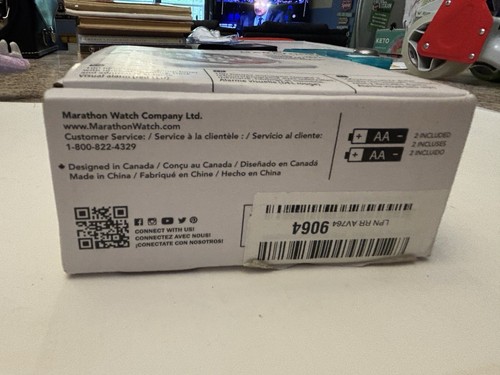 Marathon Watch Company Ltd.
www.MarathonWatch.com
Customer Service: / Service à la clientèle : / Servicio al cliente:
1-800-822-4329
Designed in Canada / Conçu au Canada / Diseñado en Canadá
Made in China / Fabriqué en Chine / Hecho en China
+ AA -
+ AA -
2 INCLUDED
2 INCLUSES
2 INCLUIDO
CONNECT WITH US!
CONNECTEZ AVEC NOUS!
¡CONÉCTATE CON NOSOTROS!
LPN RR AV764 9064
KETO